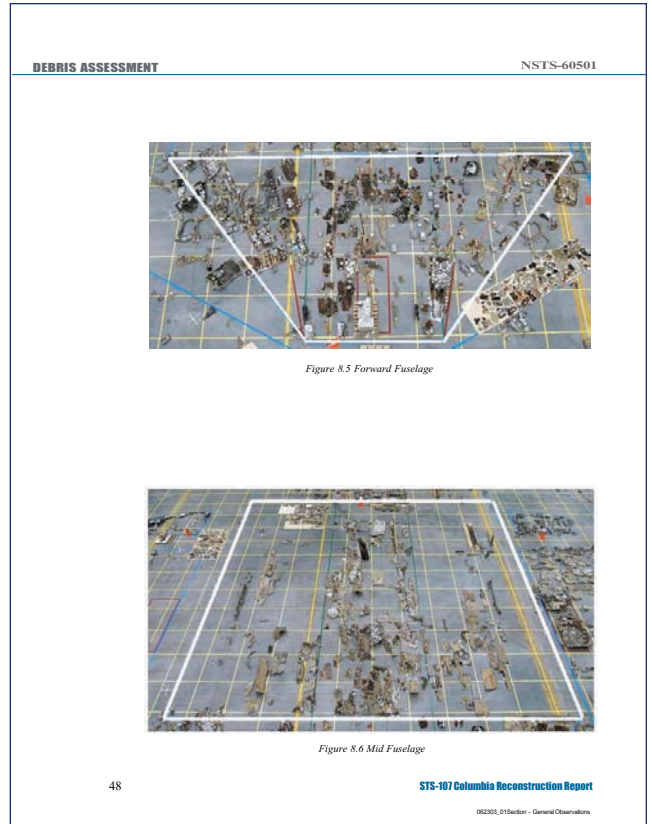 DEBRIS ASSESSMENT
NSTS-60501
Figure 8.5 Forward Fuselage
Figure 8.6 Mid Fuselage
48
STS-107 Columbia Reconstruction Report
062303_01Section - General Observations